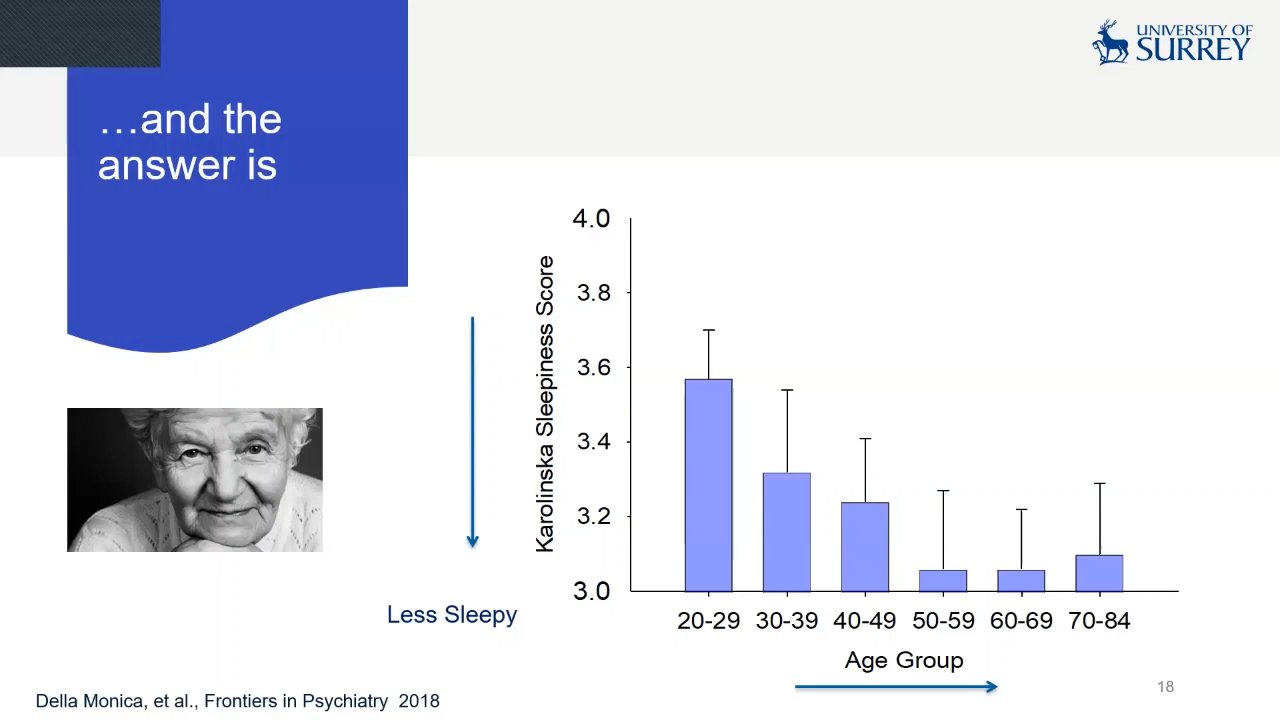 UNIVERSITY OF
SURREY
…and the
answer is
4.0
3.8
3.6
3.4
3.2
3.0
Karolinska Sleepiness Score
20-29 30-39 40-49 50-59 60-69 70-84
Age Group
Less Sleepy
Della Monica, et al., Frontiers in Psychiatry 2018
18